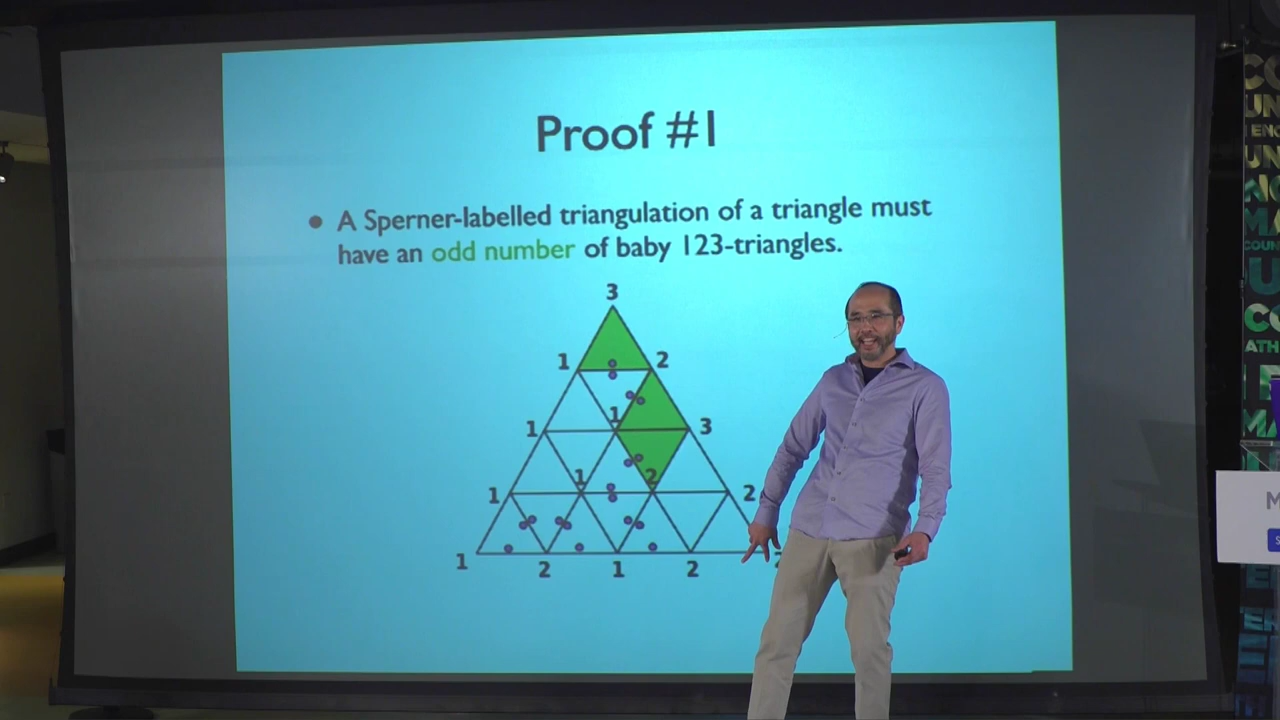 Proof #1
• A Sperner-labelled triangulation of a triangle must
have an odd number of baby 123-triangles.
3
1 2
1 1 3
1 1 2 2
1 2 1 2
M